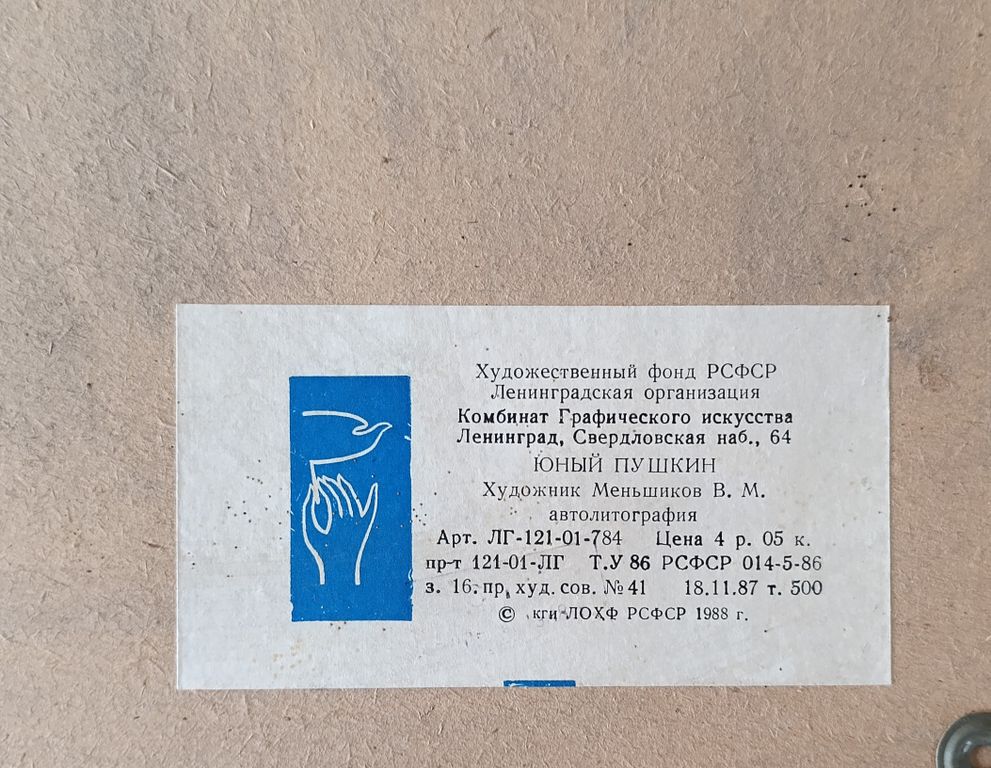 Художественный фонд РСФСР
Ленинградская организация
Комбинат Графического искусства
Ленинград, Свердловская наб., 64
ЮНЫЙ ПУШКИН
Художник Меньшиков В. М.
автолитография
Арт. ЛГ-121-01-784 Цена 4 р. 05 к.
пр-т 121-01-ЛГ Т.У 86 РСФСР 014-5-86
з. 16. пр. худ. сов. № 41 18.11.87 т. 500
© кги ЛОХФ РСФСР 1988 г.